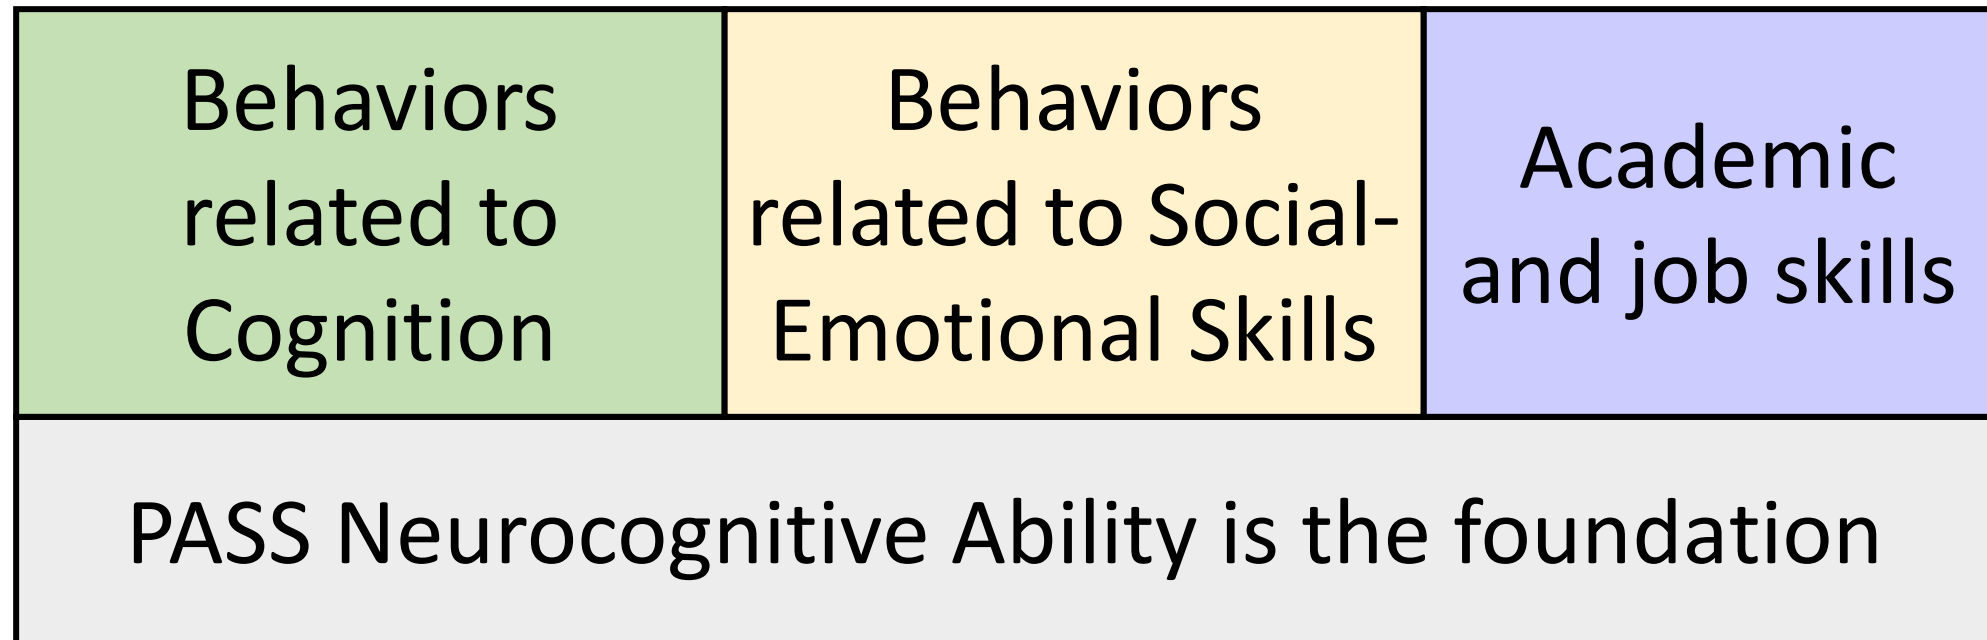 Behaviors
related to
Cognition
Behaviors
related to Social-
Emotional Skills
Academic
and job skills
PASS Neurocognitive Ability is the foundation